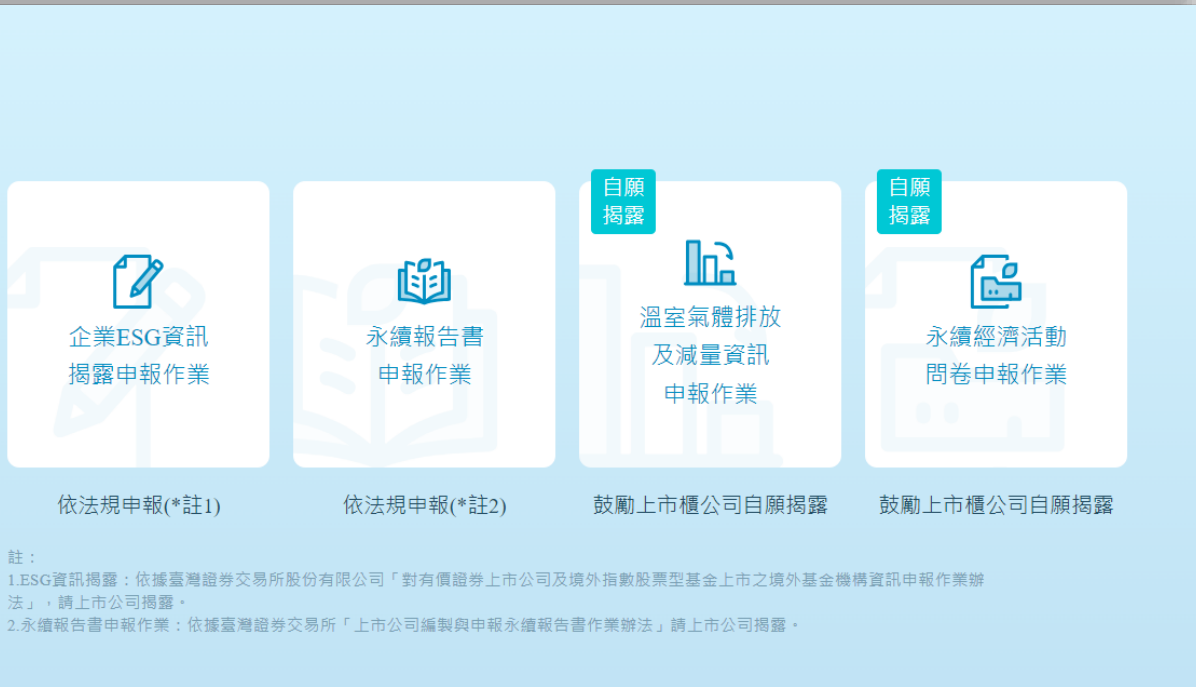 自願
揭露
自願
揭露
企業ESG資訊
揭露申報作業
永續報告書
申報作業
溫室氣體排放
及減量資訊
申報作業
永續經濟活動
問卷申報作業
依法規申報(*註1)
依法規申報(*註2)
鼓勵上市櫃公司自願揭露
鼓勵上市櫃公司自願揭露
註：
1.ESG資訊揭露：依據臺灣證券交易所股份有限公司「對有價證券上市公司及境外指數股票型基金上市之境外基金機構資訊申報作業辦
法」，請上市公司揭露。
2.永續報告書申報作業：依據臺灣證券交易所「上市公司編製與申報永續報告書作業辦法」請上市公司揭露。